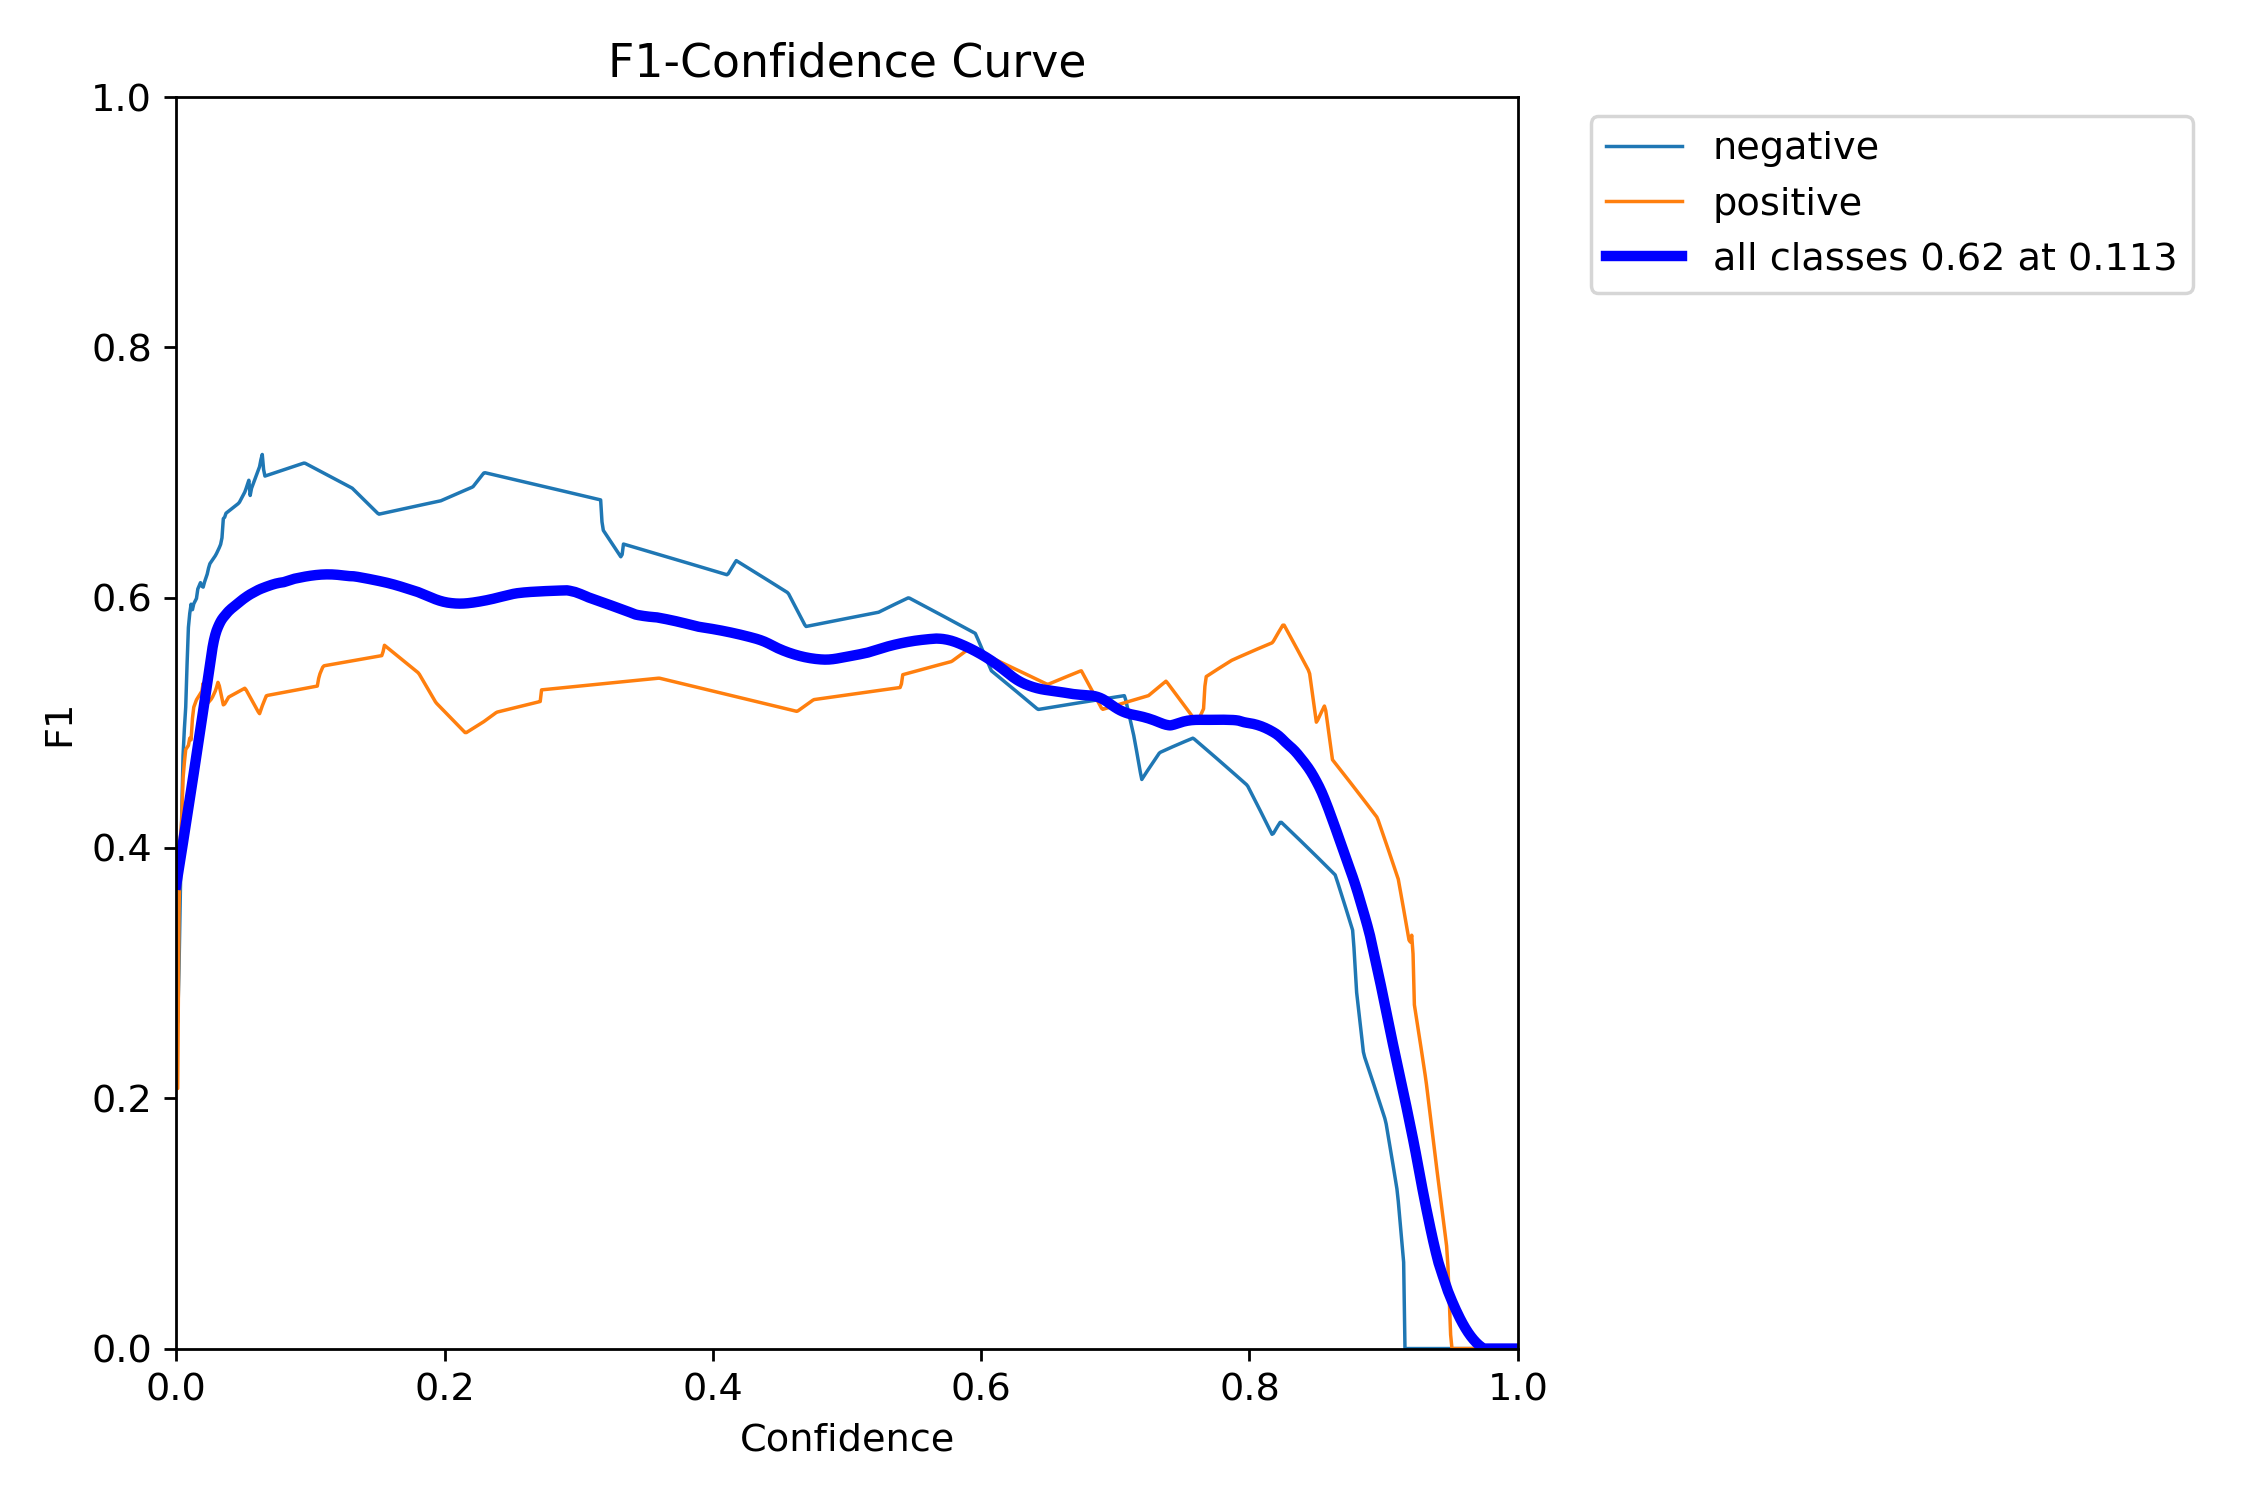 F1-Confidence Curve
1.0
0.8
0.6
0.4
0.2
0.0
F1
0.0 0.2 0.4 0.6 0.8 1.0
Confidence
negative
positive
all classes 0.62 at 0.113